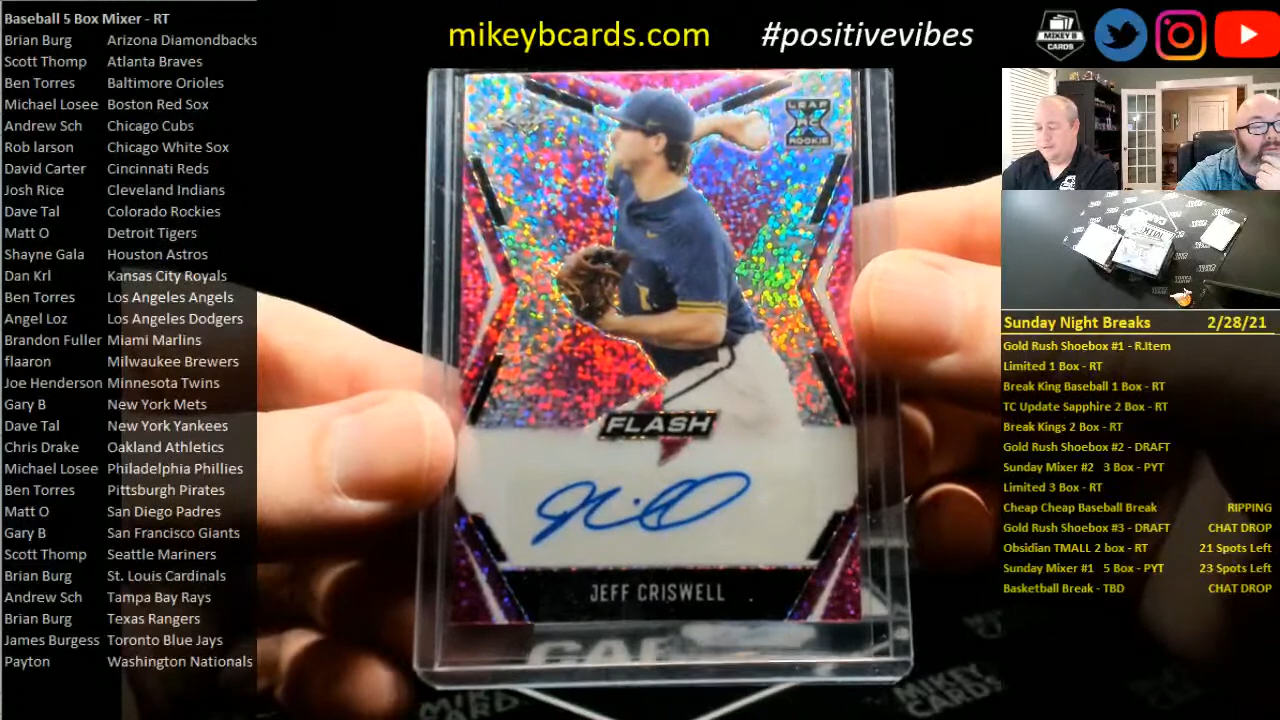 Baseball 5 Box Mixer - RT
Brian Burg Arizona Diamondbacks
Scott Thomp Atlanta Braves
Ben Torres Baltimore Orioles
Michael Losee Boston Red Sox
Andrew Sch Chicago Cubs
Rob larson Chicago White Sox
David Carter Cincinnati Reds
Josh Rice Cleveland Indians
Dave Tal Colorado Rockies
Matt O Detroit Tigers
Shayne Gala Houston Astros
Dan Krl Kansas City Royals
Ben Torres Los Angeles Angels
Angel Loz Los Angeles Dodgers
Brandon Fuller Miami Marlins
flaaron Milwaukee Brewers
Joe Henderson Minnesota Twins
Gary B New York Mets
Dave Tal New York Yankees
Chris Drake Oakland Athletics
Michael Losee Philadelphia Phillies
Ben Torres Pittsburgh Pirates
Matt O San Diego Padres
Gary B San Francisco Giants
Scott Thomp Seattle Mariners
Brian Burg St. Louis Cardinals
Andrew Sch Tampa Bay Rays
Brian Burg Texas Rangers
James Burgess Toronto Blue Jays
Payton Washington Nationals
mikeybcards.com #positivevibes
MIKEY B
CARDS
LEAF
RC
ROOKIE
FLASH
JEFF CRISWELL
MIKEY
CARDS
Sunday Night Breaks 2/28/21
Gold Rush Shoebox #1 - R.Item
Limited 1 Box - RT
Break King Baseball 1 Box - RT
TC Update Sapphire 2 Box - RT
Break Kings 2 Box - RT
Gold Rush Shoebox #2 - DRAFT
Sunday Mixer #2 3 Box - PYT
Limited 3 Box - RT
Cheap Cheap Baseball Break RIPPING
Gold Rush Shoebox #3 - DRAFT CHAT DROP
Obsidian TMALL 2 box - RT 21 Spots Left
Sunday Mixer #1 5 Box - PYT 23 Spots Left
Basketball Break - TBD CHAT DROP